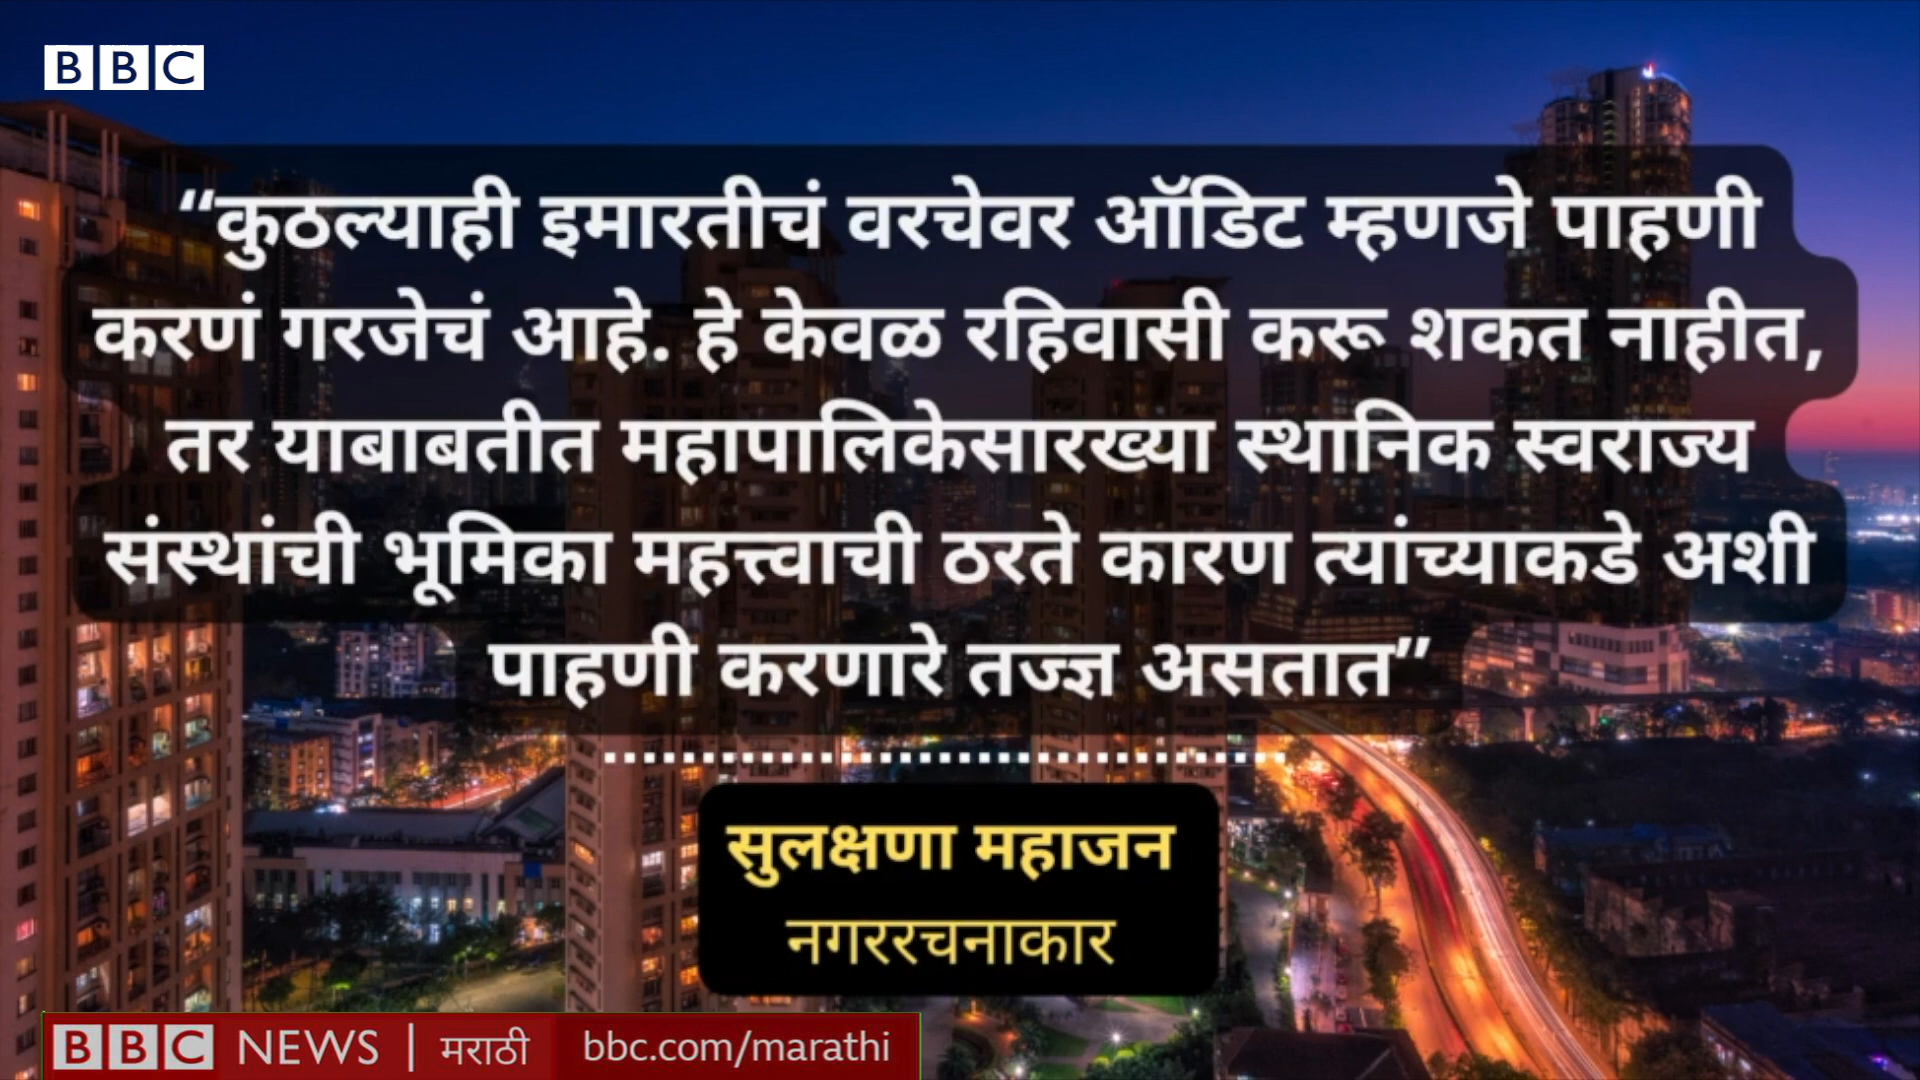 BBC
“कुठल्याही इमारतीचं वरचेवर ऑडिट म्हणजे पाहणी
करणं गरजेचं आहे. हे केवळ रहिवासी करू शकत नाहीत,
तर याबाबतीत महापालिकेसारख्या स्थानिक स्वराज्य
संस्थांची भूमिका महत्त्वाची ठरते कारण त्यांच्याकडे अशी
पाहणी करणारे तज्ज्ञ असतात”
सुलक्षणा महाजन
नगररचनाकार
BBC NEWS | मराठी bbc.com/marathi